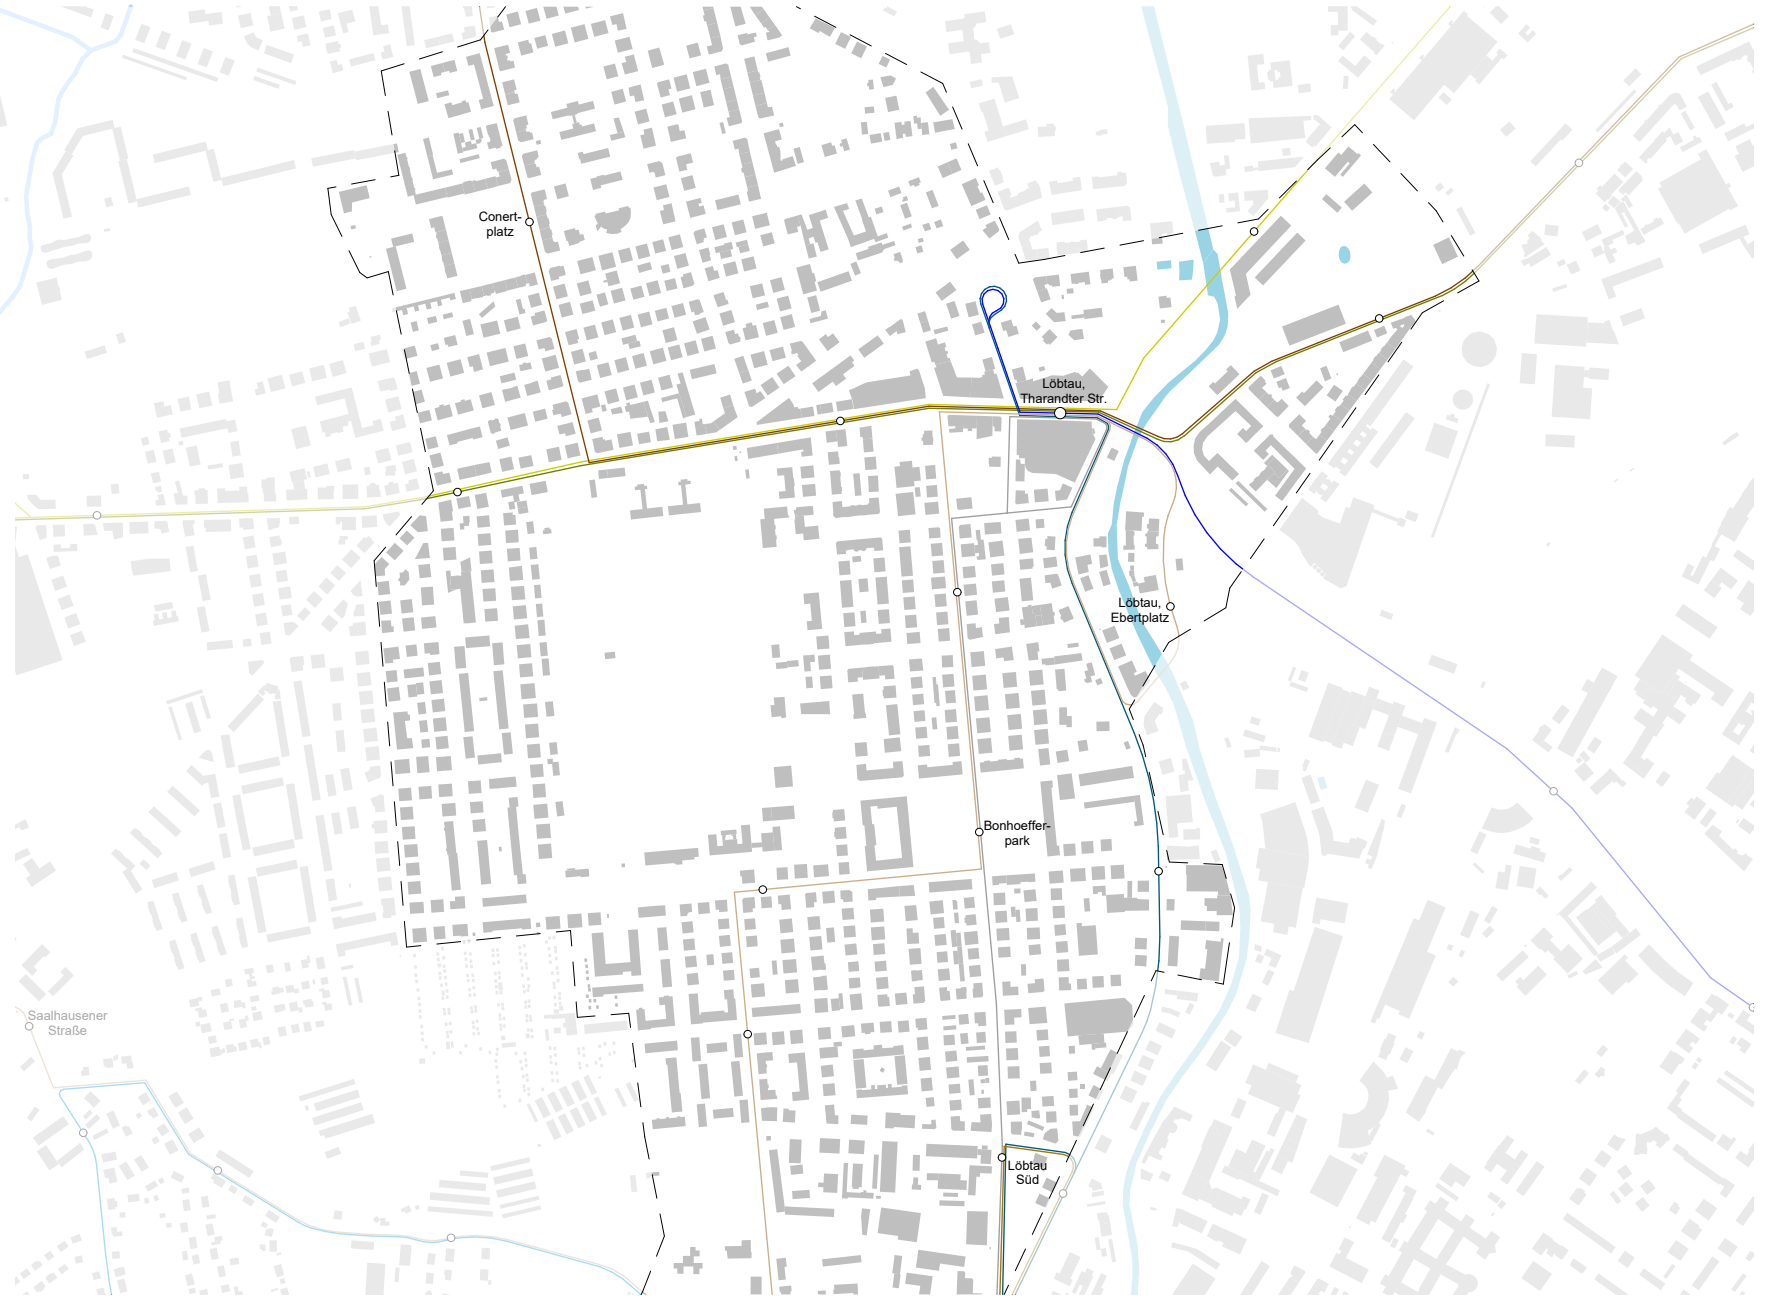 Conert-
platz
Löbtau,
Tharandter Str.
Löbtau,
Ebertplatz
Bonhoeffer-
park
Saalhausener
Straße
Löbtau
Süd